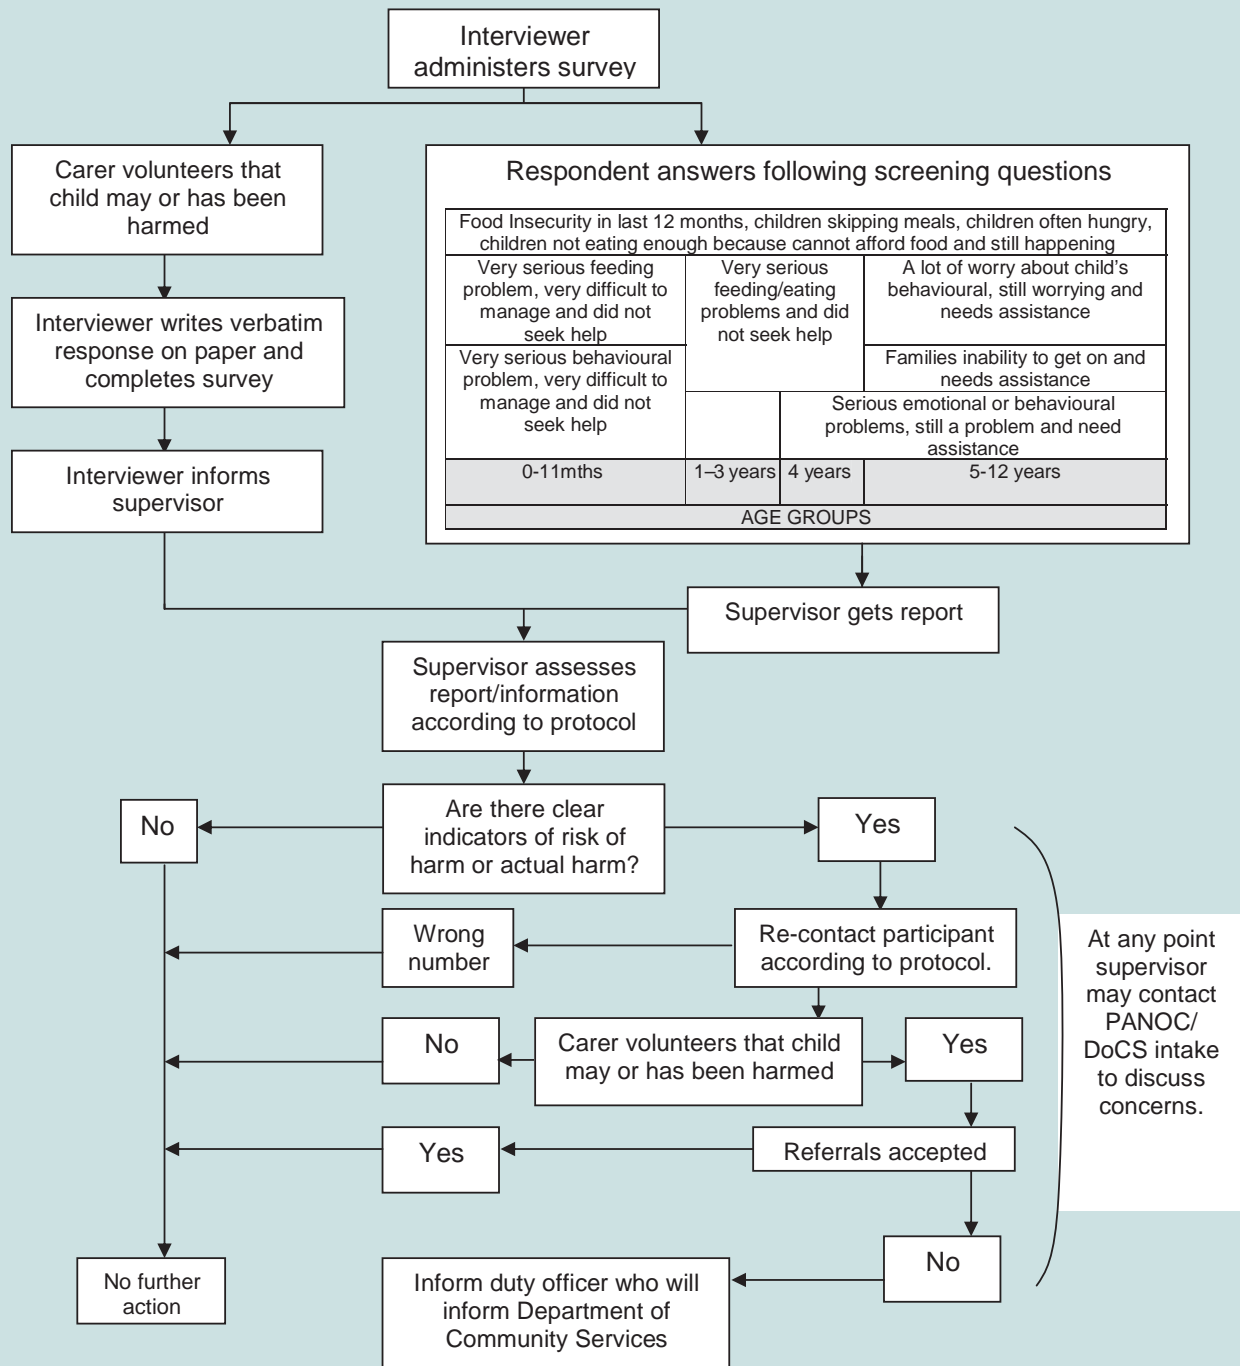 Interviewer
administers survey
Carer volunteers that
child may or has been
harmed
Interviewer writes verbatim
response on paper and
completes survey
Interviewer informs
supervisor
Respondent answers following screening questions
Food Insecurity in last 12 months, children skipping meals, children often hungry,
children not eating enough because cannot afford food and still happening
Very serious feeding
problem, very difficult to
manage and did not
seek help
Very serious
feeding/eating
problems and did
not seek help
A lot of worry about child's
behavioural, still worrying and
needs assistance
Very serious behavioural
problem, very difficult to
manage and did not
seek help
Families inability to get on and
needs assistance
Serious emotional or behavioural
problems, still a problem and need
assistance
0-11mths
1–3 years
4 years
5-12 years
AGE GROUPS
Supervisor gets report
Supervisor assesses
report/information
according to protocol
Are there clear
indicators of risk of
harm or actual harm?
No
Yes
Wrong
number
Re-contact participant
according to protocol.
No
Carer volunteers that child
may or has been harmed
Yes
Yes
Referrals accepted
No
No further
action
Inform duty officer who will
inform Department of
Community Services
At any point
supervisor
may contact
PANOC/
DoCS intake
to discuss
concerns.